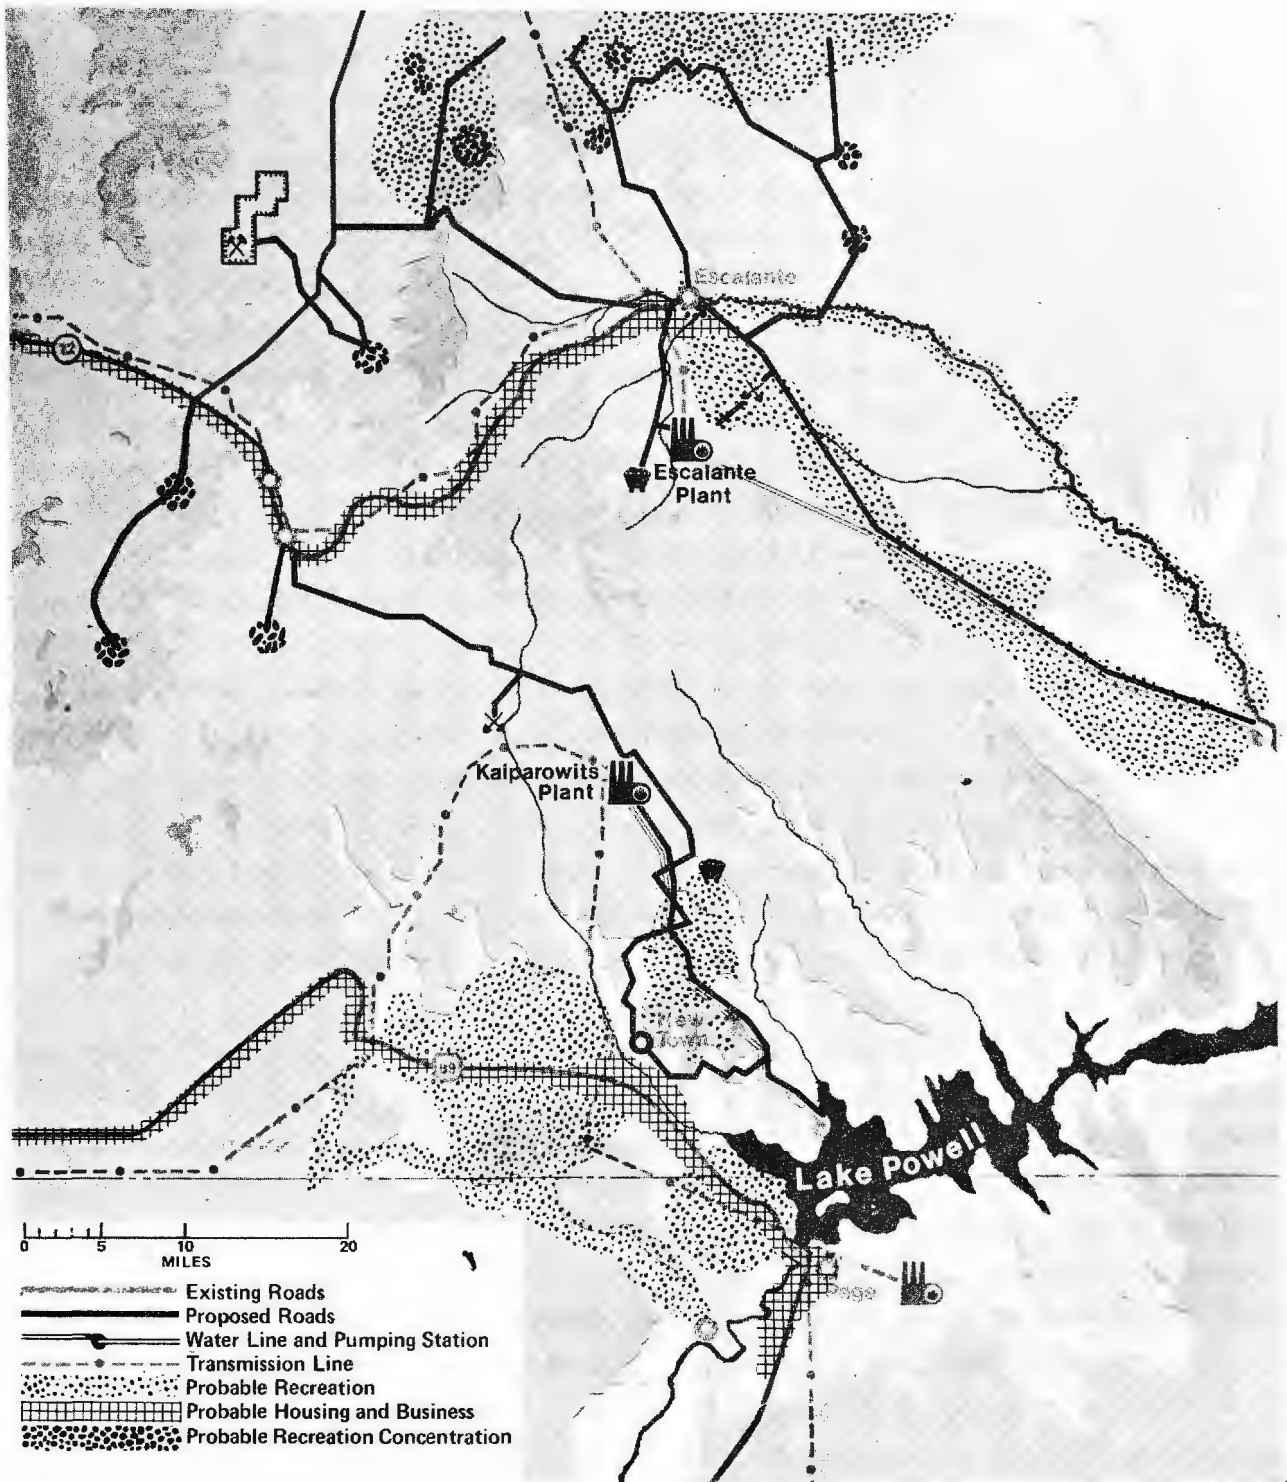 Escalante
12
Escalante
Plant
Kaiparowits
Plant
New
Town
89
Lake Powell
Page
0 5 10 20
MILES
Existing Roads
Proposed Roads
Water Line and Pumping Station
Transmission Line
Probable Recreation
Probable Housing and Business
Probable Recreation Concentration